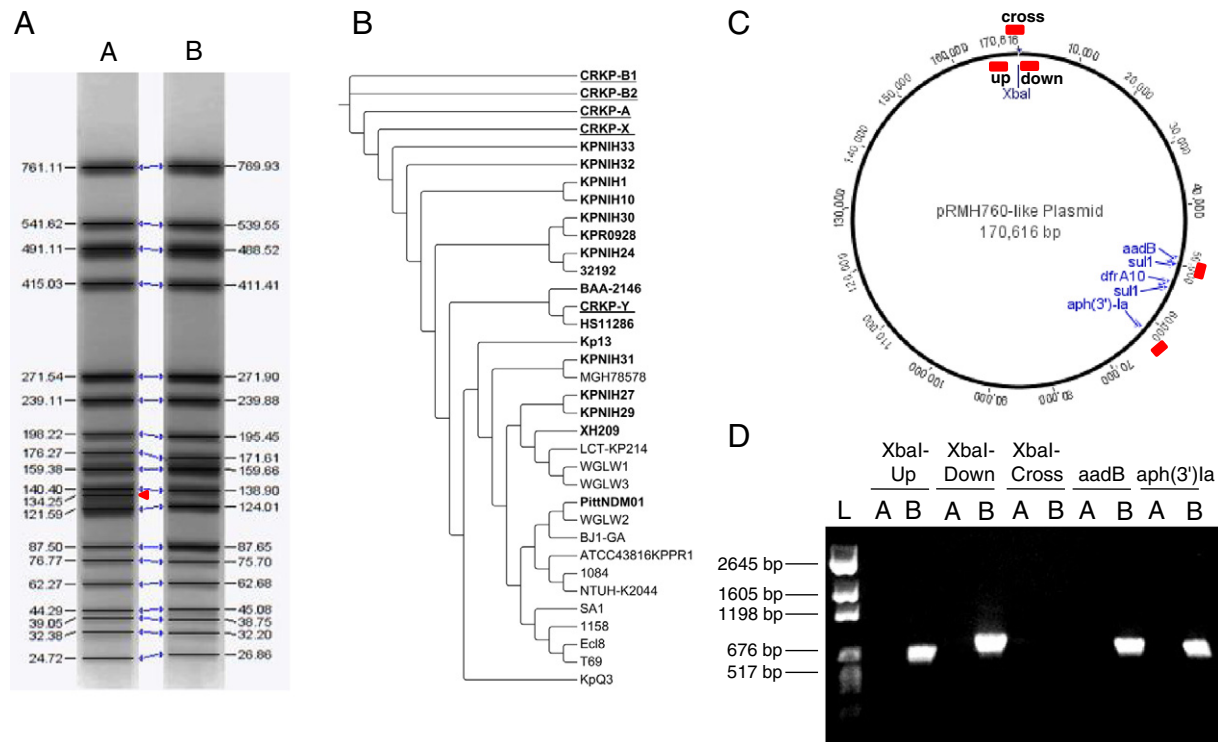 A
A B
761.11 769.93
541.62 539.55
491.11 488.52
415.03 411.41
271.54 271.90
239.11 239.88
198.22 195.45
176.27 171.61
159.38 159.66
140.40 138.90
134.25
121.59 124.01
87.50 87.65
76.77 75.70
62.27 62.68
44.29 45.08
39.05 38.75
32.38 32.20
24.72 26.86
B
CRKP-B1
CRKP-B2
CRKP-A
CRKP-X
KPNIH33
KPNIH32
KPNIH1
KPNIH10
KPNIH30
KPR0928
KPNIH24
32192
BAA-2146
CRKP-Y
HS11286
Kp13
KPNIH31
MGH78578
KPNIH27
KPNIH29
XH209
LCT-KP214
WGLW1
WGLW3
PittNDM01
WGLW2
BJ1-GA
ATCC43816KPPR1
1084
NTUH-K2044
SA1
1158
Ecl8
T69
KpQ3
C
cross
170,616
up down
XbaI
10,000
20,000
30,000
40,000
50,000
60,000
70,000
80,000
90,000
100,000
110,000
120,000
130,000
140,000
150,000
160,000
pRMH760-like Plasmid
170,616 bp
aadB
sul1
dfrA10
sul1
aph(3')-Ia
D
XbaI-Up XbaI-Down XbaI-Cross aadB aph(3')Ia
L A B A B A B A B A B
2645 bp
1605 bp
1198 bp
676 bp
517 bp